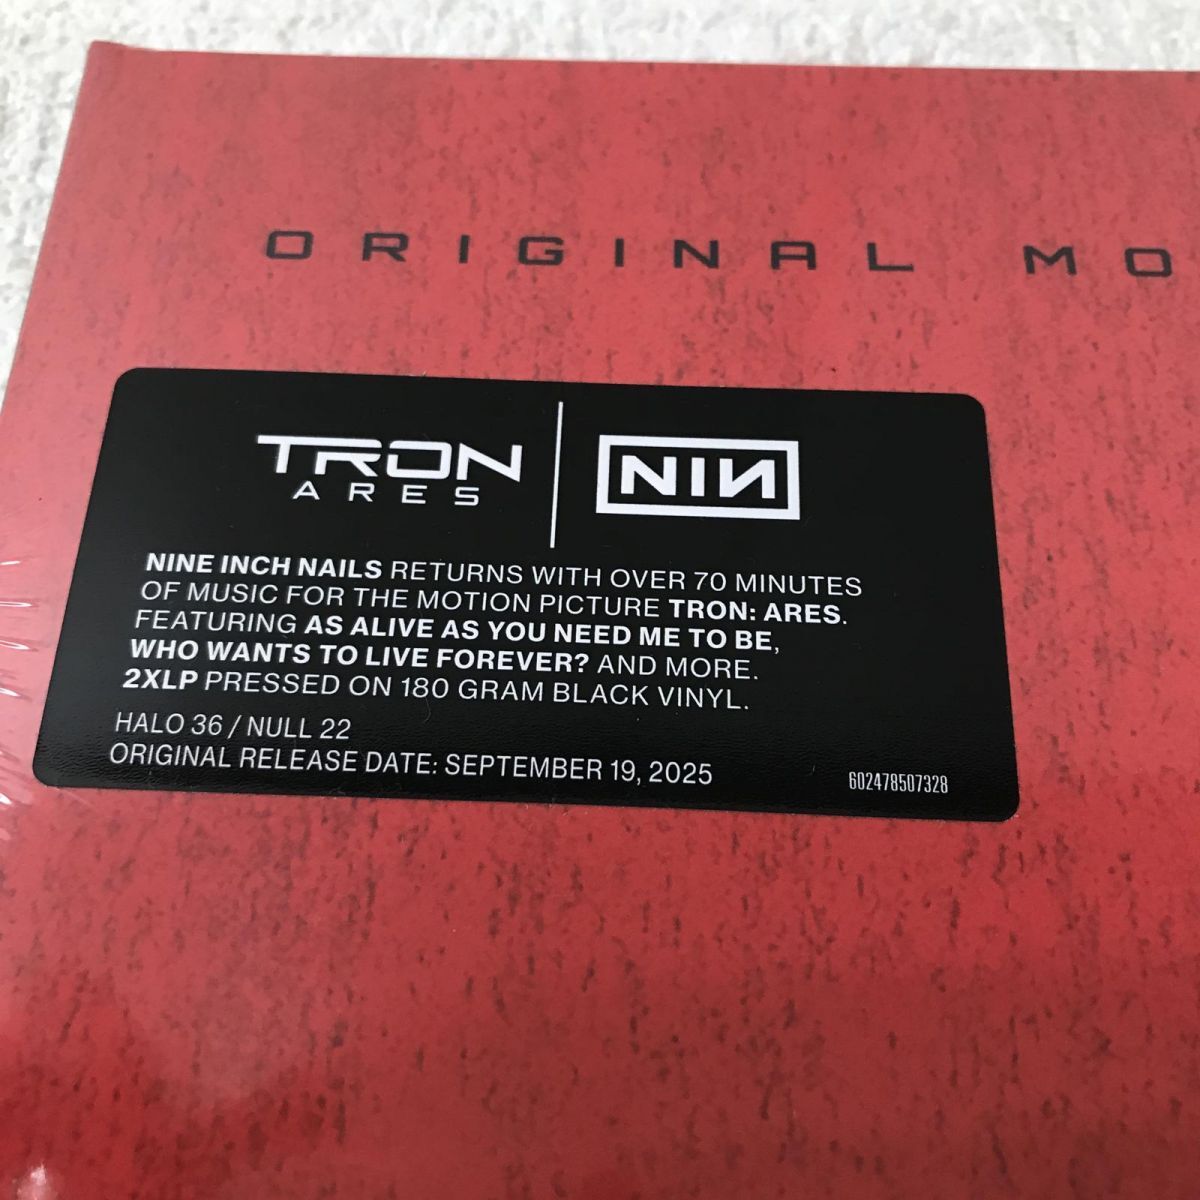 ORIGINAL MO
TRON
ARES
NIN
NINE INCH NAILS RETURNS WITH OVER 70 MINUTES
OF MUSIC FOR THE MOTION PICTURE TRON: ARES.
FEATURING AS ALIVE AS YOU NEED ME TO BE,
WHO WANTS TO LIVE FOREVER? AND MORE.
2XLP PRESSED ON 180 GRAM BLACK VINYL.
HALO 36 / NULL 22
ORIGINAL RELEASE DATE: SEPTEMBER 19, 2025
602478507328